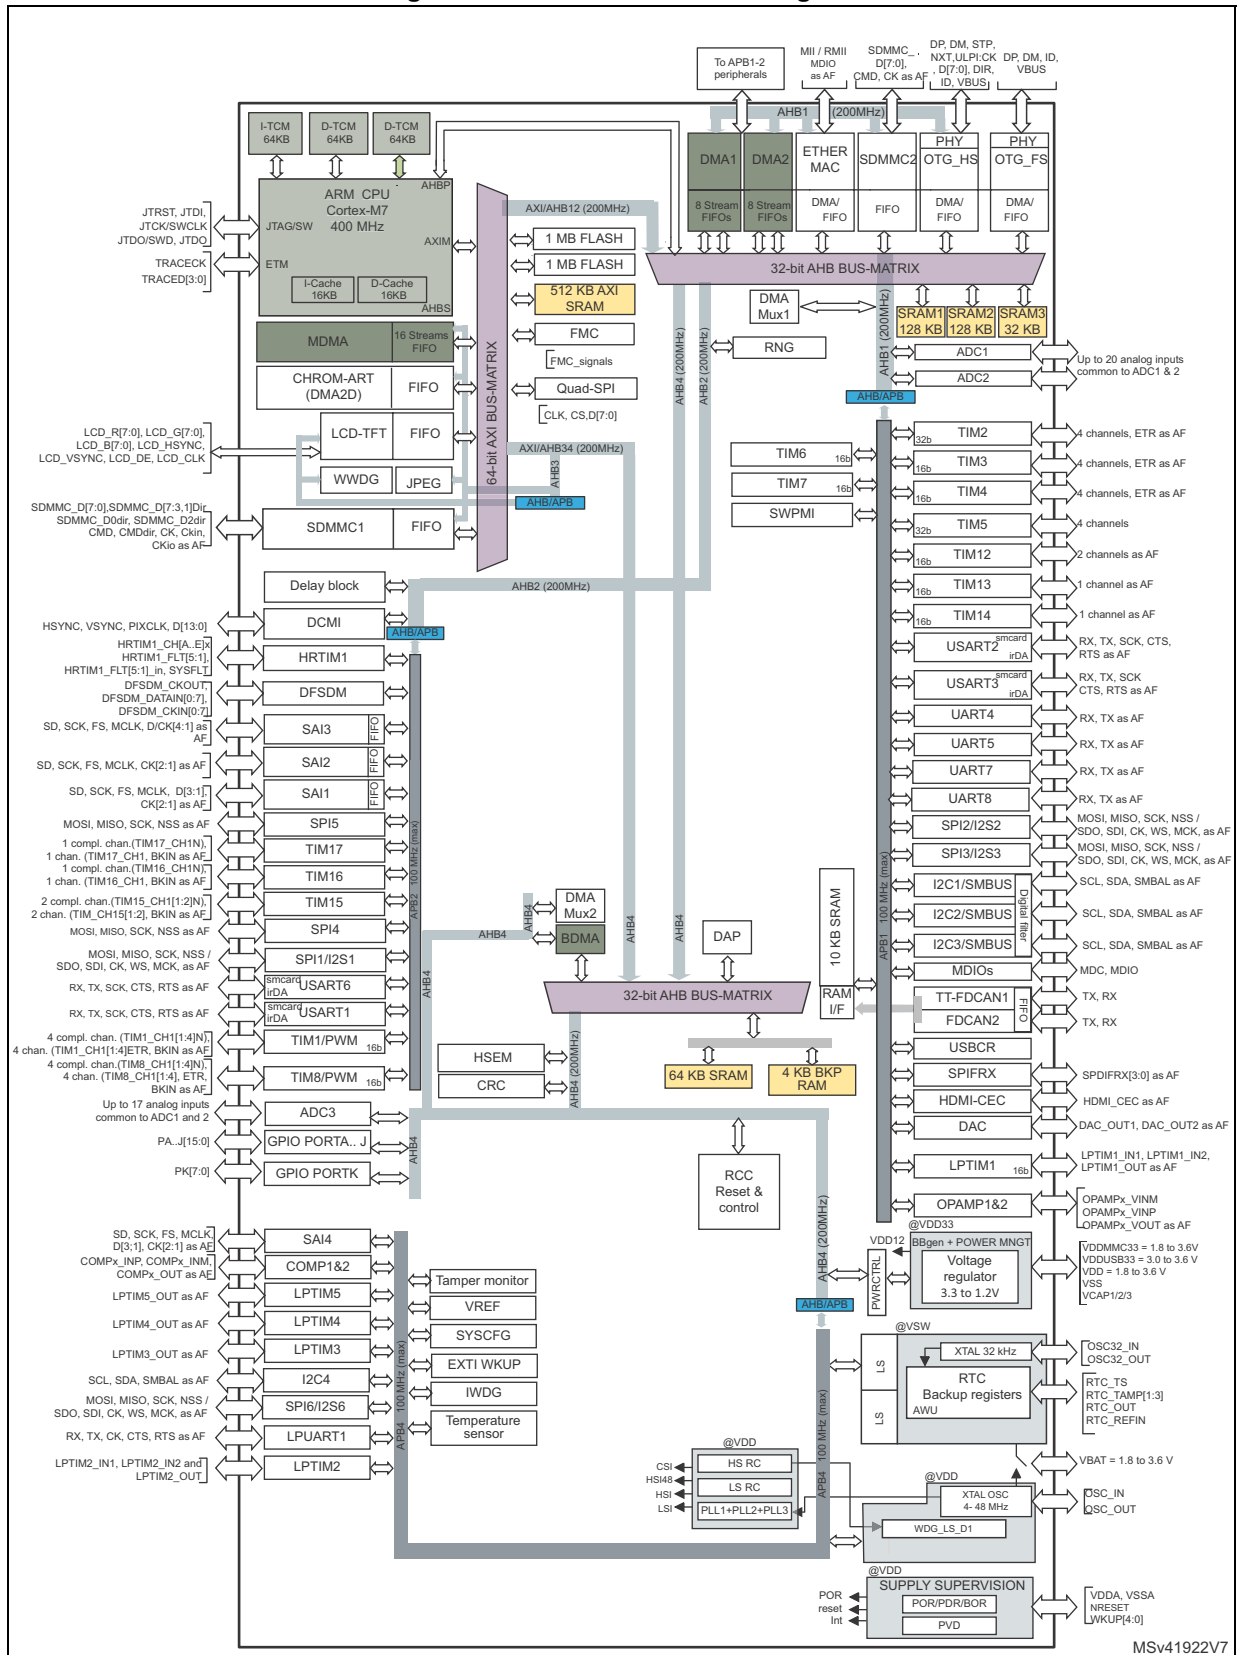 To APB1-2
peripherals
MII / RMII
MDIO
as AF
SDMMC_
D[7:0],
CMD, CK as AF
DP, DM, STP,
NXT,ULPI:CK
, D[7:0], DIR,
ID, VBUS
DP, DM, ID,
VBUS
AHB1 (200MHz)
I-TCM
64KB
D-TCM
64KB
D-TCM
64KB
DMA1
8 Stream
FIFOs
DMA2
8 Stream
FIFOs
ETHER
MAC
DMA/
FIFO
SDMMC2
FIFO
PHY
OTG_HS
DMA/
FIFO
PHY
OTG_FS
DMA/
FIFO
AHBP
ARM CPU
Cortex-M7
400 MHz
JTRST, JTDI,
JTCK/SWCLK
JTDO/SWD, JTDO
JTAG/SW
AXIM
TRACECK
TRACED[3:0]
ETM
I-Cache
16KB
D-Cache
16KB
AHBS
AXI/AHB12 (200MHz)
1 MB FLASH
1 MB FLASH
512 KB AXI
SRAM
FMC
FMC_signals
Quad-SPI
CLK, CS,D[7:0]
64-bit AXI BUS-MATRIX
32-bit AHB BUS-MATRIX
DMA
Mux1
RNG
AHB4 (200MHz)
AHB2 (200MHz)
AHB1 (200MHz)
SRAM1
128 KB
SRAM2
128 KB
SRAM3
32 KB
ADC1
ADC2
Up to 20 analog inputs
common to ADC1 & 2
AHB/APB
MDMA
16 Streams
FIFO
CHROM-ART
(DMA2D)
FIFO
LCD_R[7:0], LCD_G[7:0],
LCD_B[7:0], LCD_HSYNC,
LCD_VSYNC, LCD_DE, LCD_CLK
LCD-TFT
FIFO
WWDG
JPEG
AXI/AHB34 (200MHz)
AHB3
AHB/APB
SDMMC_D[7:0],SDMMC_D[7:3,1]Dir
SDMMC_D0dir, SDMMC_D2dir
CMD, CMDdir, CK, Ckin,
CKio as AF
SDMMC1
FIFO
Delay block
AHB2 (200MHz)
HSYNC, VSYNC, PIXCLK, D[13:0]
DCMI
AHB/APB
HRTIM1_CH[A..E]x
HRTIM1_FLT[5:1],
HRTIM1_FLT[5:1]_in, SYSFLT
HRTIM1
DFSDM_CKOUT,
DFSDM_DATAIN[0:7],
DFSDM_CKIN[0:7]
DFSDM
SD, SCK, FS, MCLK, D/CK[4:1] as
AF
SAI3
FIFO
SD, SCK, FS, MCLK, CK[2:1] as AF
SAI2
FIFO
SD, SCK, FS, MCLK, D[3:1],
CK[2:1] as AF
SAI1
FIFO
MOSI, MISO, SCK, NSS as AF
SPI5
1 compl. chan.(TIM17_CH1N),
1 chan. (TIM17_CH1, BKIN as AF
TIM17
1 compl. chan.(TIM16_CH1N),
1 chan. (TIM16_CH1, BKIN as AF
TIM16
2 compl. chan.(TIM15_CH1[1:2]N),
2 chan. (TIM_CH15[1:2], BKIN as AF
TIM15
MOSI, MISO, SCK, NSS as AF
SPI4
MOSI, MISO, SCK, NSS /
SDO, SDI, CK, WS, MCK, as AF
SPI1/I2S1
RX, TX, SCK, CTS, RTS as AF
smcard
irDA
USART6
RX, TX, SCK, CTS, RTS as AF
smcard
irDA
USART1
4 compl. chan. (TIM1_CH1[1:4]N),
4 chan. (TIM1_CH1[1:4]ETR, BKIN as AF
TIM1/PWM 16b
4 compl. chan.(TIM8_CH1[1:4]N),
4 chan. (TIM8_CH1[1:4], ETR,
BKIN as AF
TIM8/PWM 16b
APB2 100 MHz (max)
Up to 17 analog inputs
common to ADC1 and 2
ADC3
PA..J[15:0]
GPIO PORTA.. J
PK[7:0]
GPIO PORTK
AHB4
AHB4
AHB4
AHB4
AHB4
AHB4
AHB4
DMA
Mux2
BDMA
DAP
32-bit AHB BUS-MATRIX
HSEM
CRC
AHB4 (200MHz)
64 KB SRAM
4 KB BKP
RAM
RCC
Reset &
control
10 KB SRAM
RAM
I/F
TIM6 16b
TIM7 16b
SWPMI
APB1 100 MHz (max)
32b TIM2
4 channels, ETR as AF
16b TIM3
4 channels, ETR as AF
16b TIM4
4 channels, ETR as AF
32b TIM5
4 channels
16b TIM12
2 channels as AF
16b TIM13
1 channel as AF
16b TIM14
1 channel as AF
USART2 smcard
irDA
RX, TX, SCK, CTS,
RTS as AF
USART3 smcard
irDA
RX, TX, SCK
CTS, RTS as AF
UART4
RX, TX as AF
UART5
RX, TX as AF
UART7
RX, TX as AF
UART8
RX, TX as AF
SPI2/I2S2
MOSI, MISO, SCK, NSS /
SDO, SDI, CK, WS, MCK, as AF
SPI3/I2S3
MOSI, MISO, SCK, NSS /
SDO, SDI, CK, WS, MCK, as AF
I2C1/SMBUS
SCL, SDA, SMBAL as AF
I2C2/SMBUS
SCL, SDA, SMBAL as AF
I2C3/SMBUS
SCL, SDA, SMBAL as AF
Digital filter
MDIOs
MDC, MDIO
TT-FDCAN1
TX, RX
FDCAN2
TX, RX
FIFO
USBCR
SPIFRX
SPDIFRX[3:0] as AF
HDMI-CEC
HDMI_CEC as AF
DAC
DAC_OUT1, DAC_OUT2 as AF
LPTIM1 16b
LPTIM1_IN1, LPTIM1_IN2,
LPTIM1_OUT as AF
OPAMP1&2
OPAMPx_VINM
OPAMPx_VINP
OPAMPx_VOUT as AF
SD, SCK, FS, MCLK,
D[3;1], CK[2:1] as AF
SAI4
COMPx_INP, COMPx_INM,
COMPx_OUT as AF
COMP1&2
LPTIM5_OUT as AF
LPTIM5
LPTIM4_OUT as AF
LPTIM4
LPTIM3_OUT as AF
LPTIM3
SCL, SDA, SMBAL as AF
I2C4
MOSI, MISO, SCK, NSS /
SDO, SDI, CK, WS, MCK, as AF
SPI6/I2S6
RX, TX, CK, CTS, RTS as AF
LPUART1
LPTIM2_IN1, LPTIM2_IN2 and
LPTIM2_OUT
LPTIM2
APB4 100 MHz (max)
Tamper monitor
VREF
SYSCFG
EXTI WKUP
IWDG
Temperature
sensor
AHB4 (200MHz)
AHB/APB
APB4 100 MHz (max)
@VDD33
VDD12
BBgen + POWER MNGT
PWRCTRL
Voltage
regulator
3.3 to 1.2V
VDDMMC33 = 1.8 to 3.6V
VDDUSB33 = 3.0 to 3.6 V
VDD = 1.8 to 3.6 V
VSS
VCAP1/2/3
@VSW
LS
LS
XTAL 32 kHz
RTC
Backup registers
AWU
OSC32_IN
OSC32_OUT
RTC_TS
RTC_TAMP[1:3]
RTC_OUT
RTC_REFIN
VBAT = 1.8 to 3.6 V
@VDD
CSI
HSI48
HSI
LSI
HS RC
LS RC
PLL1+PLL2+PLL3
@VDD
XTAL OSC
4- 48 MHz
WDG_LS_D1
OSC_IN
OSC_OUT
@VDD
SUPPLY SUPERVISION
POR
reset
Int
POR/PDR/BOR
PVD
VDDA, VSSA
NRESET
WKUP[4:0]
MSv41922V7